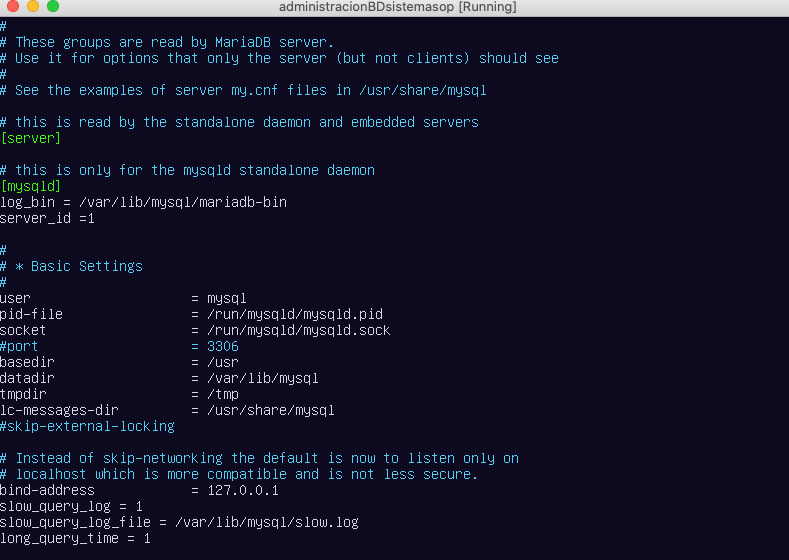 administracionBDsistemasop [Running]
#
# These groups are read by MariaDB server.
# Use it for options that only the server (but not clients) should see
#
# See the examples of server my.cnf files in /usr/share/mysql
# this is read by the standalone daemon and embedded servers
[server]
# this is only for the mysqld standalone daemon
[mysqld]
log_bin = /var/lib/mysql/mariadb-bin
server_id =1
#
# * Basic Settings
#
user = mysql
pid-file = /run/mysqld/mysqld.pid
socket = /run/mysqld/mysqld.sock
#port = 3306
basedir = /usr
datadir = /var/lib/mysql
tmpdir = /tmp
lc-messages-dir = /usr/share/mysql
#skip-external-locking
# Instead of skip-networking the default is now to listen only on
# localhost which is more compatible and is not less secure.
bind-address = 127.0.0.1
slow_query_log = 1
slow_query_log_file = /var/lib/mysql/slow.log
long_query_time = 1